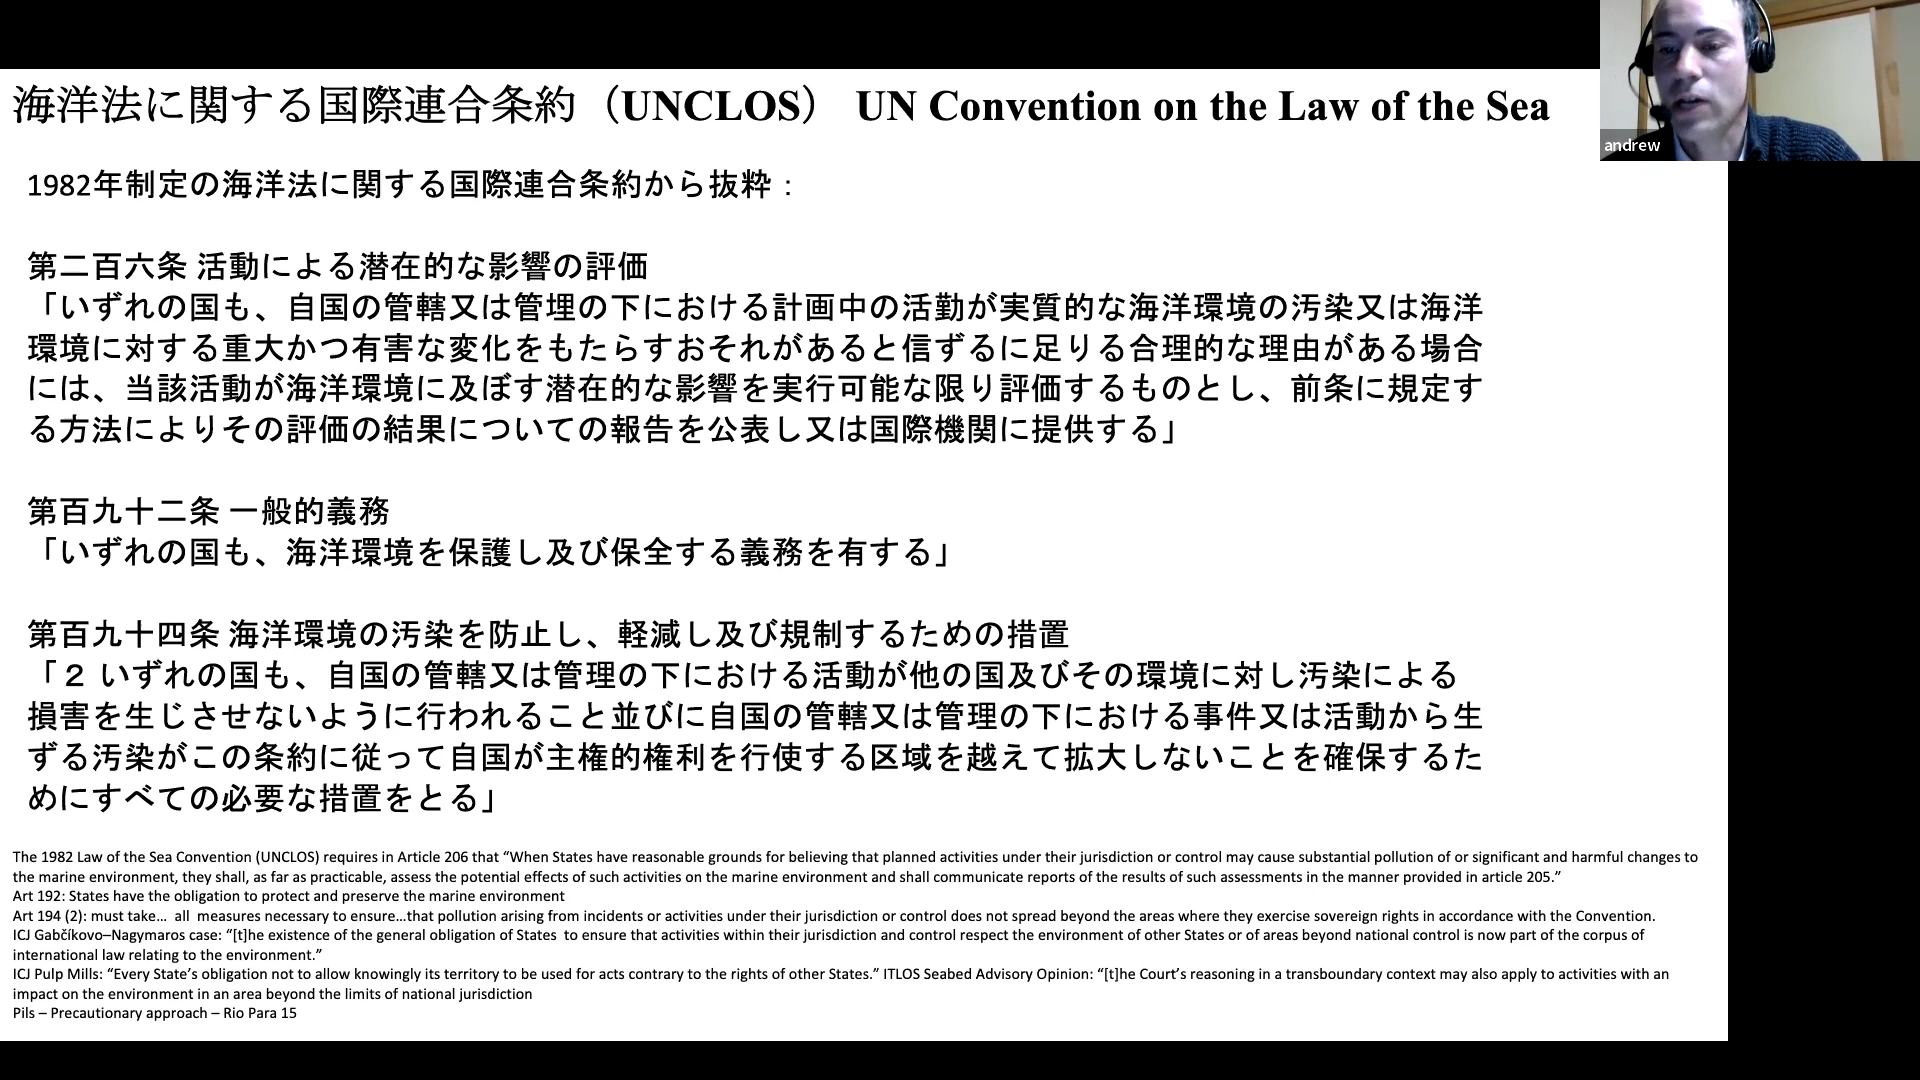 海洋法に関する国際連合条約（UNCLOS） UN Convention on the Law of the Sea
andrew
1982年制定の海洋法に関する国際連合条約から抜粋：
第二百六条 活動による潜在的な影響の評価
「いずれの国も、自国の管轄又は管埋の下における計画中の活勤が実質的な海洋環境の汚染又は海洋
環境に対する重大かつ有害な変化をもたらすおそれがあると信ずるに足りる合理的な理由がある場合
には、当該活動が海洋環境に及ぼす潜在的な影響を実行可能な限り評価するものとし、前条に規定す
る方法によりその評価の結果についての報告を公表し又は国際機関に提供する」
第百九十二条 一般的義務
「いずれの国も、海洋環境を保護し及び保全する義務を有する」
第百九十四条 海洋環境の汚染を防止し、軽減し及び規制するための措置
「２ いずれの国も、自国の管轄又は管理の下における活動が他の国及びその環境に対し汚染による
損害を生じさせないように行われること並びに自国の管轄又は管理の下における事件又は活動から生
ずる汚染がこの条約に従って自国が主権的権利を行使する区域を越えて拡大しないことを確保するた
めにすべての必要な措置をとる」
The 1982 Law of the Sea Convention (UNCLOS) requires in Article 206 that “When States have reasonable grounds for believing that planned activities under their jurisdiction or control may cause substantial pollution of or significant and harmful changes to
the marine environment, they shall, as far as practicable, assess the potential effects of such activities on the marine environment and shall communicate reports of the results of such assessments in the manner provided in article 205.”
Art 192: States have the obligation to protect and preserve the marine environment
Art 194 (2): must take… all measures necessary to ensure…that pollution arising from incidents or activities under their jurisdiction or control does not spread beyond the areas where they exercise sovereign rights in accordance with the Convention.
ICJ Gabčíkovo–Nagymaros case: “[t]he existence of the general obligation of States to ensure that activities within their jurisdiction and control respect the environment of other States or of areas beyond national control is now part of the corpus of
international law relating to the environment.”
ICJ Pulp Mills: “Every State’s obligation not to allow knowingly its territory to be used for acts contrary to the rights of other States.” ITLOS Seabed Advisory Opinion: “[t]he Court’s reasoning in a transboundary context may also apply to activities with an
impact on the environment in an area beyond the limits of national jurisdiction
Pils – Precautionary approach – Rio Para 15